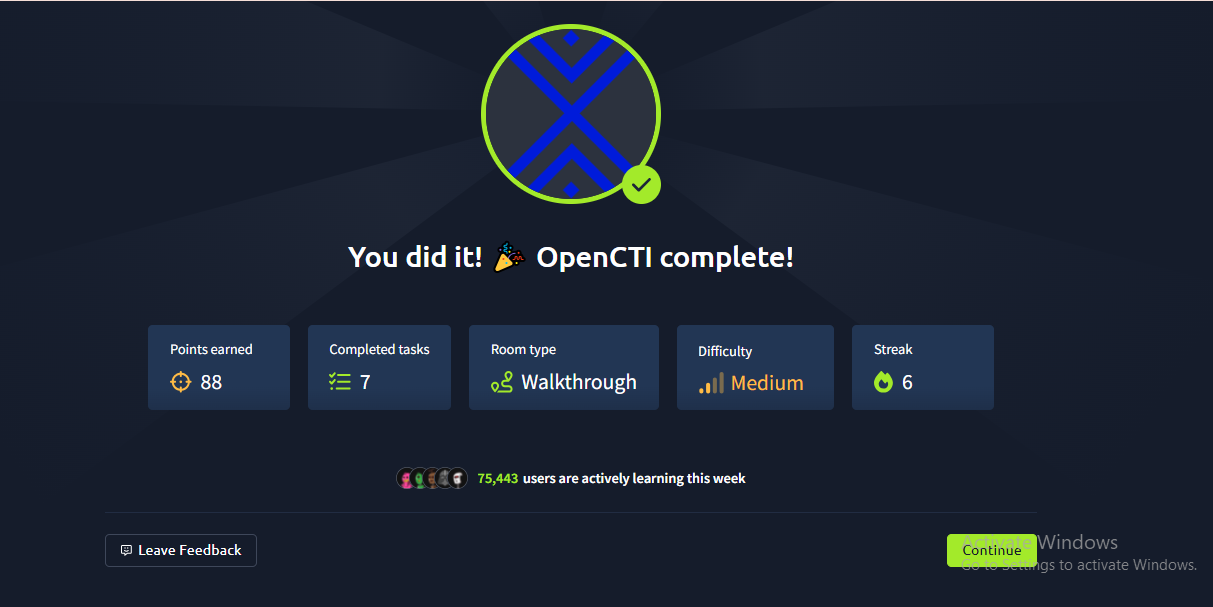 You did it! 🎉 OpenCTI complete!
Points earned
88
Completed tasks
7
Room type
Walkthrough
Difficulty
Medium
Streak
6
75,443 users are actively learning this week
Leave Feedback
Continue
Activate Windows
Go to Settings to activate Windows.